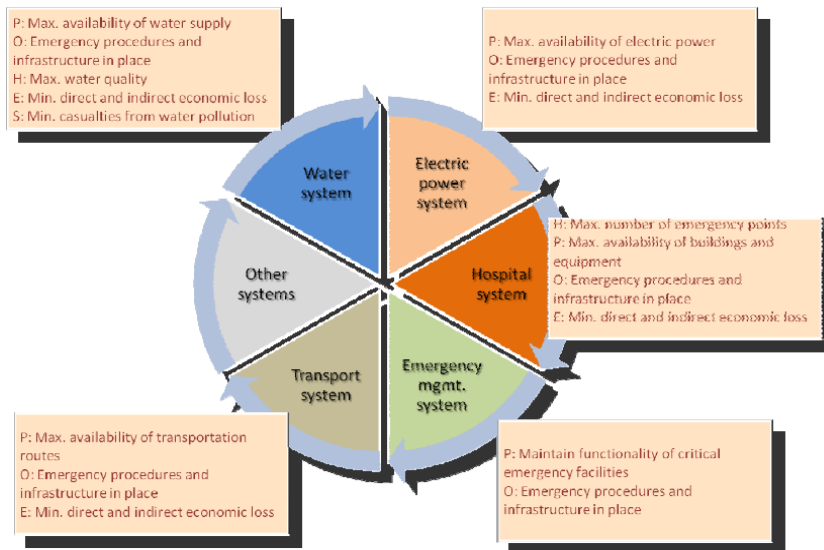 P: Max. availability of water supply
O: Emergency procedures and
infrastructure in place
H: Max. water quality
E: Min. direct and indirect economic loss
S: Min. casualties from water pollution
P: Max. availability of electric power
O: Emergency procedures and
infrastructure in place
E: Min. direct and indirect economic loss
Water
system
Electric
power
system
H: Max. number of emergency points
P: Max. availability of buildings and
equipment
O: Emergency procedures and
infrastructure in place
E: Min. direct and indirect economic loss
Other
systems
Hospital
system
Transport
system
Emergency
mgmt.
system
P: Max. availability of transportation
routes
O: Emergency procedures and
infrastructure in place
E: Min. direct and indirect economic loss
P: Maintain functionality of critical
emergency facilities
O: Emergency procedures and
infrastructure in place